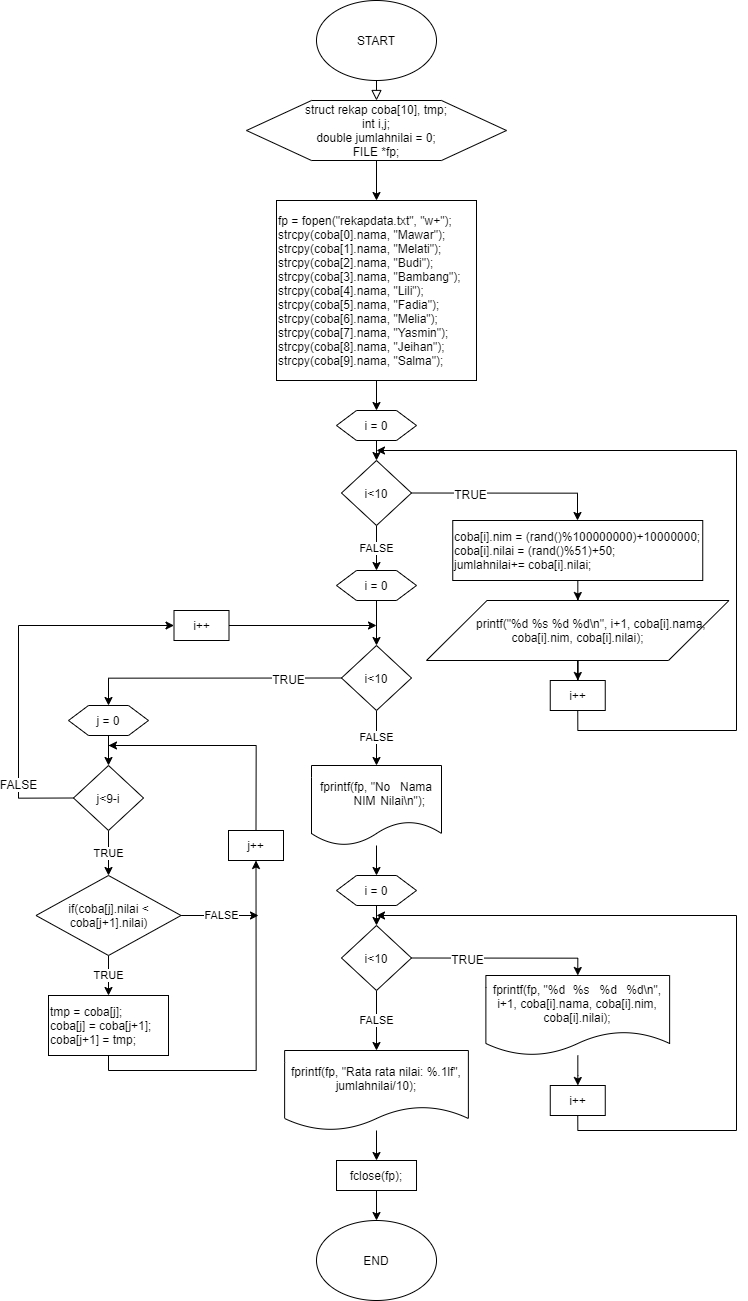 START
struct rekap coba[10], tmp;
int i,j;
double jumlahnilai = 0;
FILE *fp;
fp = fopen("rekapdata.txt", "w+");
strcpy(coba[0].nama, "Mawar");
strcpy(coba[1].nama, "Melati");
strcpy(coba[2].nama, "Budi");
strcpy(coba[3].nama, "Bambang");
strcpy(coba[4].nama, "Lili");
strcpy(coba[5].nama, "Fadia");
strcpy(coba[6].nama, "Melia");
strcpy(coba[7].nama, "Yasmin");
strcpy(coba[8].nama, "Jeihan");
strcpy(coba[9].nama, "Salma");
i = 0
i<10
TRUE
coba[i].nim = (rand()%100000000)+10000000;
coba[i].nilai = (rand()%51)+50;
jumlahnilai+= coba[i].nilai;
printf("%d %s %d %d\n", i+1, coba[i].nama,
coba[i].nim, coba[i].nilai);
i++
FALSE
i = 0
i++
i<10
TRUE
j = 0
j<9-i
FALSE
TRUE
j++
if(coba[j].nilai <
coba[j+1].nilai)
FALSE
TRUE
tmp = coba[j];
coba[j] = coba[j+1];
coba[j+1] = tmp;
FALSE
fprintf(fp, "No   Nama
NIM Nilai\n");
i = 0
i<10
TRUE
fprintf(fp, "%d  %s   %d   %d\n",
i+1, coba[i].nama, coba[i].nim,
coba[i].nilai);
i++
FALSE
fprintf(fp, "Rata rata nilai: %.1lf",
jumlahnilai/10);
fclose(fp);
END